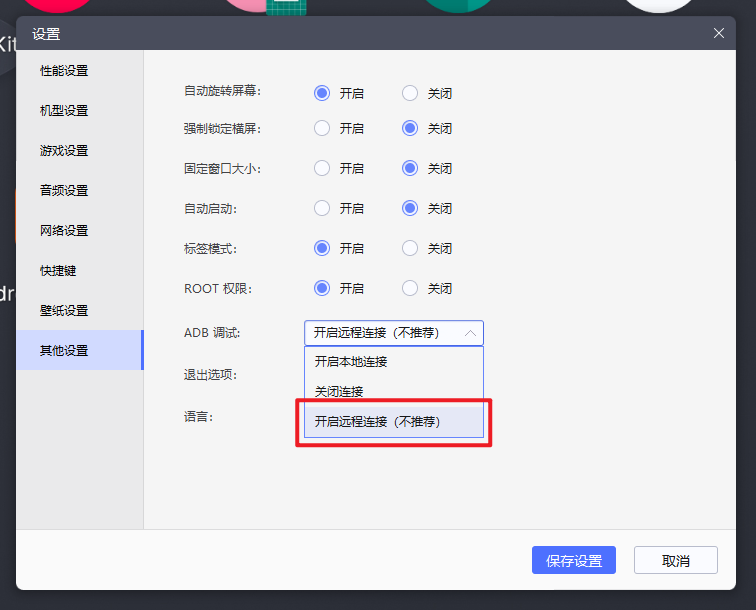 设置
Kit
dr
性能设置
机型设置
游戏设置
音频设置
网络设置
快捷键
壁纸设置
其他设置
自动旋转屏幕: 开启 关闭
强制锁定横屏: 开启 关闭
固定窗口大小: 开启 关闭
自动启动: 开启 关闭
标签模式: 开启 关闭
ROOT 权限: 开启 关闭
ADB 调试: 开启远程连接（不推荐）
开启本地连接
退出选项:
关闭连接
语言:
开启远程连接（不推荐）
保存设置 取消